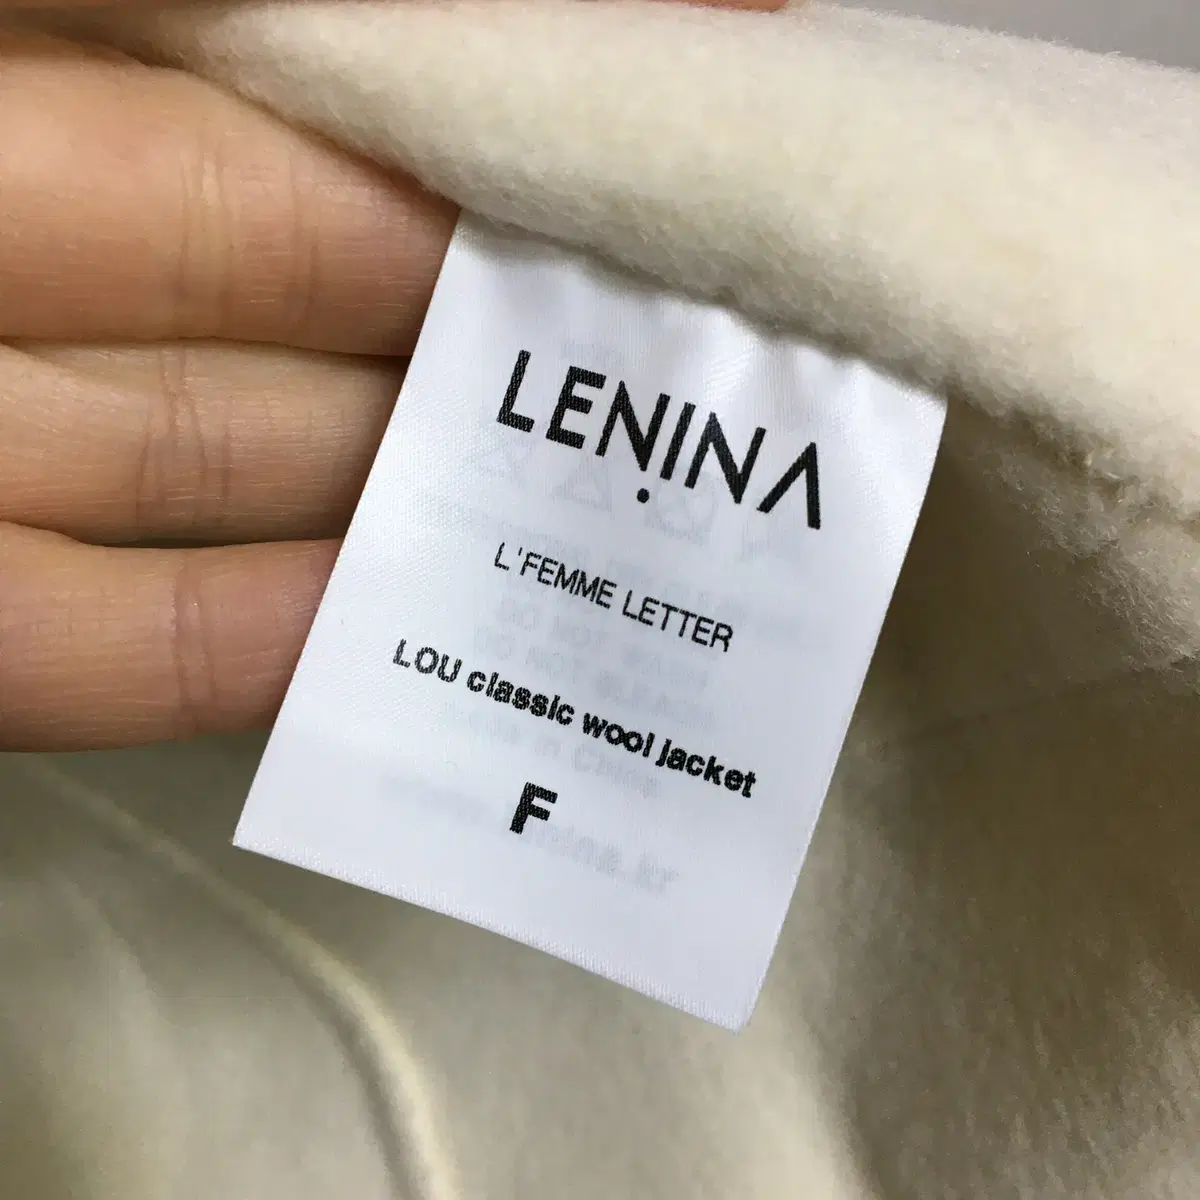 LENINA
L'FEMME LETTER
LOU classic wool jacket
F